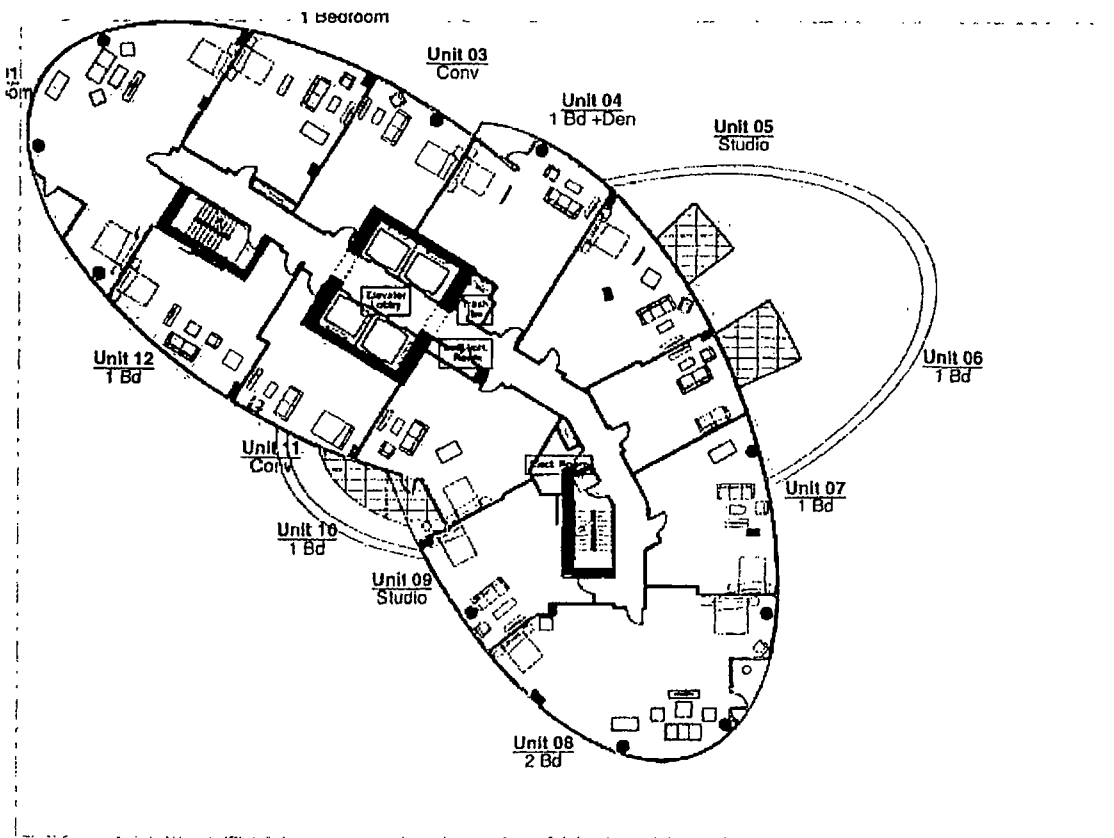 1 Bedroom
Unit 03
Conv
Unit 04
1 Bd +Den
Unit 05
Studio
Elevator
Lobby
Trash
Unit 12
1 Bd
Unit 06
1 Bd
Unit 11
Conv
Elect. Room
Unit 07
1 Bd
Unit 10
1 Bd
Unit 09
Studio
Unit 08
2 Bd